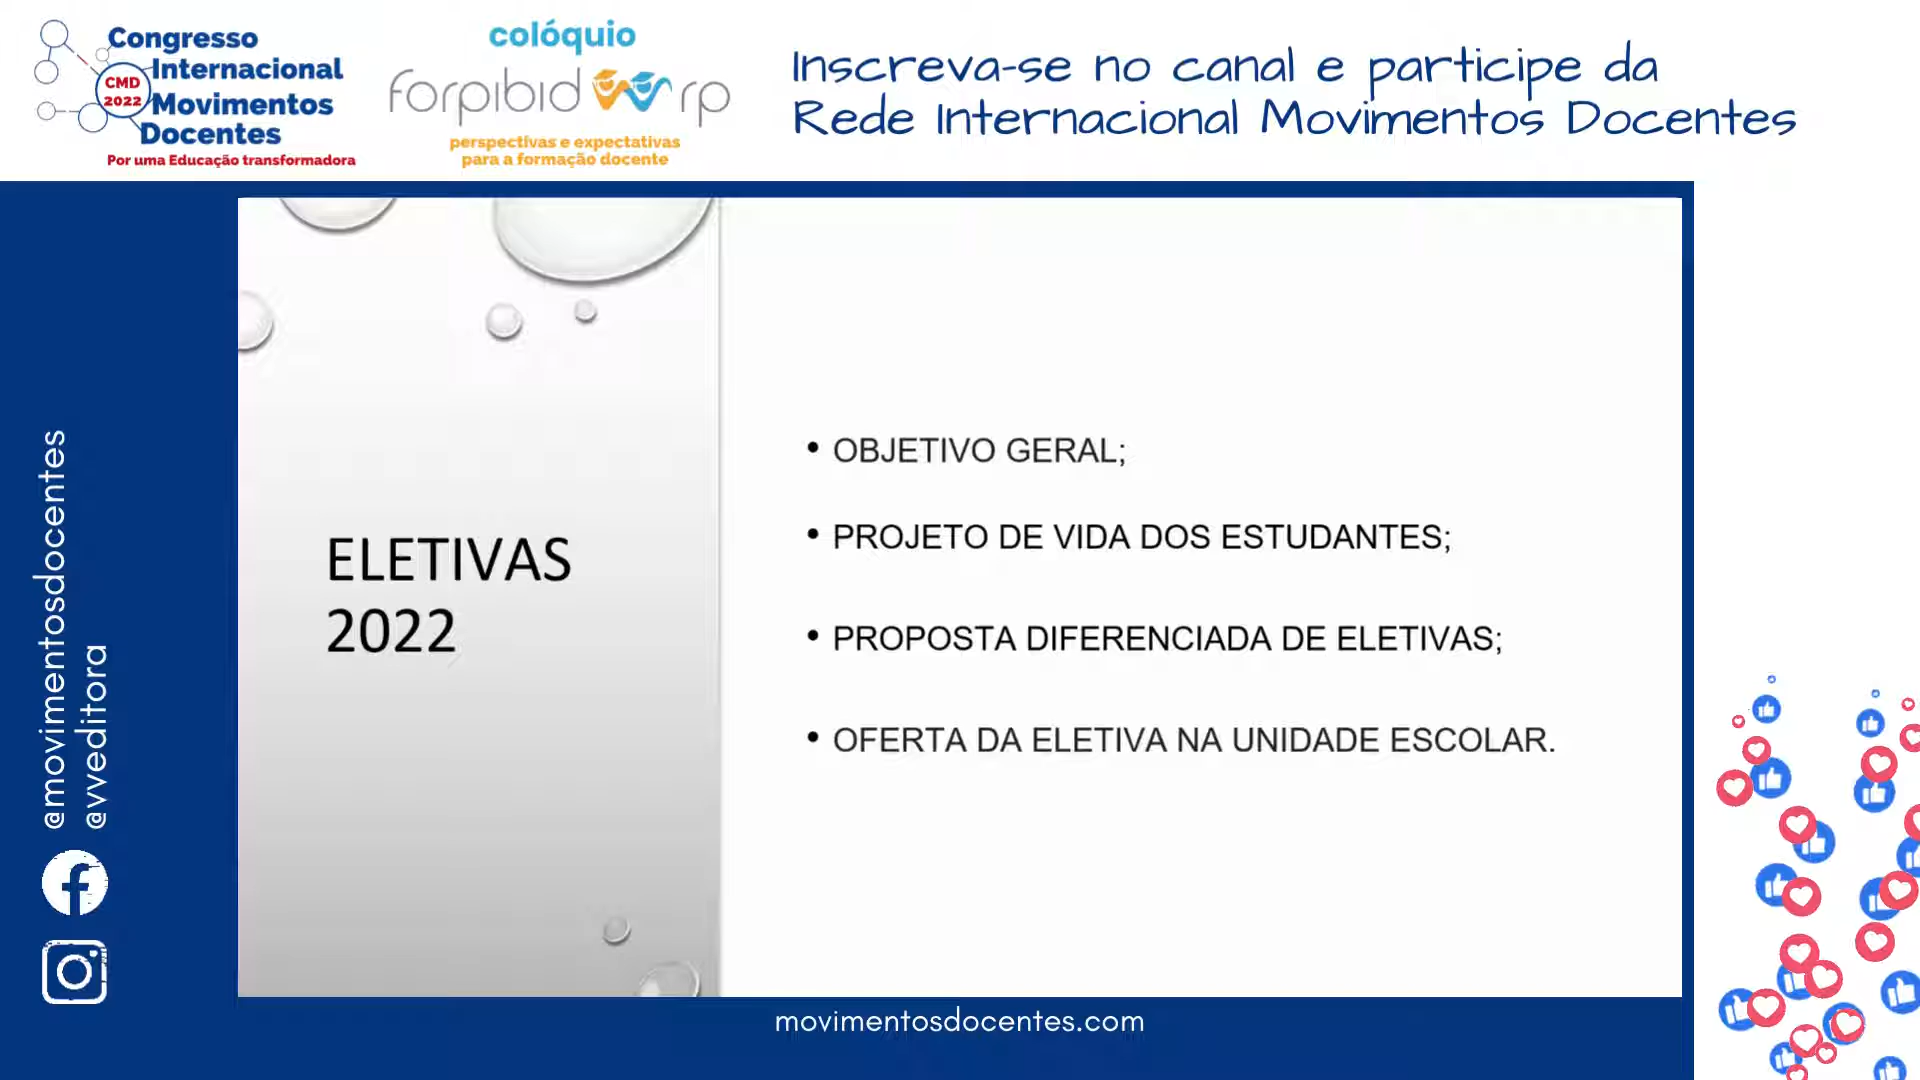 Congresso
Internacional
Movimentos
Docentes
CMD
2022
Por uma Educação transformadora
colóquio
forpibid rp
perspectivas e expectativas
para a formação docente
Inscreva-se no canal e participe da
Rede Internacional Movimentos Docentes
ELETIVAS
2022
• OBJETIVO GERAL;
• PROJETO DE VIDA DOS ESTUDANTES;
• PROPOSTA DIFERENCIADA DE ELETIVAS;
• OFERTA DA ELETIVA NA UNIDADE ESCOLAR.
@movimentosdocentes
@vveditora
movimentosdocentes.com